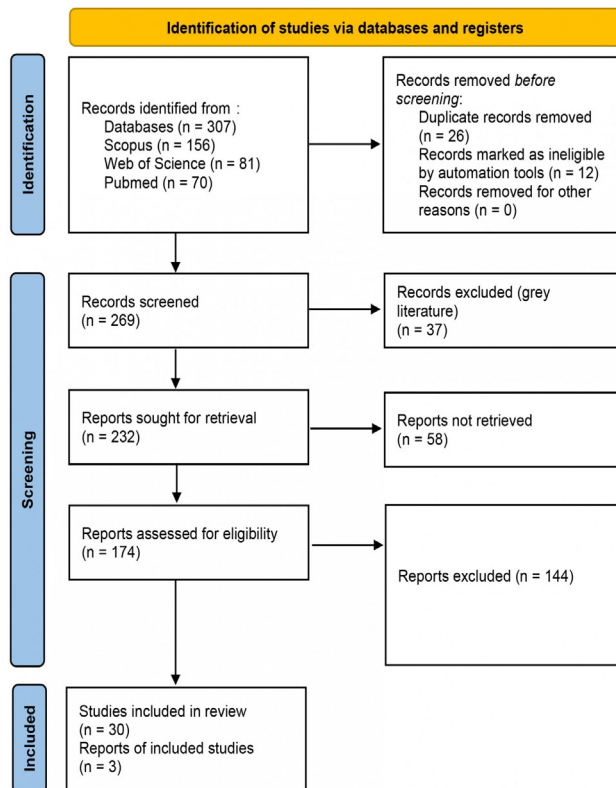 Identification of studies via databases and registers
Identification
Records identified from :
Databases (n = 307)
Scopus (n = 156)
Web of Science (n = 81)
Pubmed (n = 70)
Records removed before
screening:
Duplicate records removed
(n = 26)
Records marked as ineligible
by automation tools (n = 12)
Records removed for other
reasons (n = 0)
Screening
Records screened
(n = 269)
Records excluded (grey
literature)
(n = 37)
Reports sought for retrieval
(n = 232)
Reports not retrieved
(n = 58)
Reports assessed for eligibility
(n = 174)
Reports excluded (n = 144)
Included
Studies included in review
(n = 30)
Reports of included studies
(n = 3)